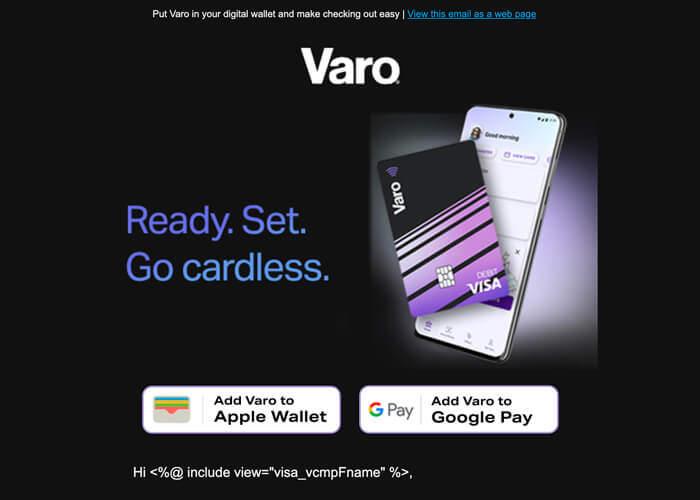 Put Varo in your digital wallet and make checking out easy | View this email as a web page
Varo
Good morning
VIEW CARD
Varo
DEBIT
VISA
Ready. Set.
Go cardless.
Add Varo to
Apple Wallet
G Pay
Add Varo to
Google Pay
Hi <%@ include view="visa_vcmpFname" %>,